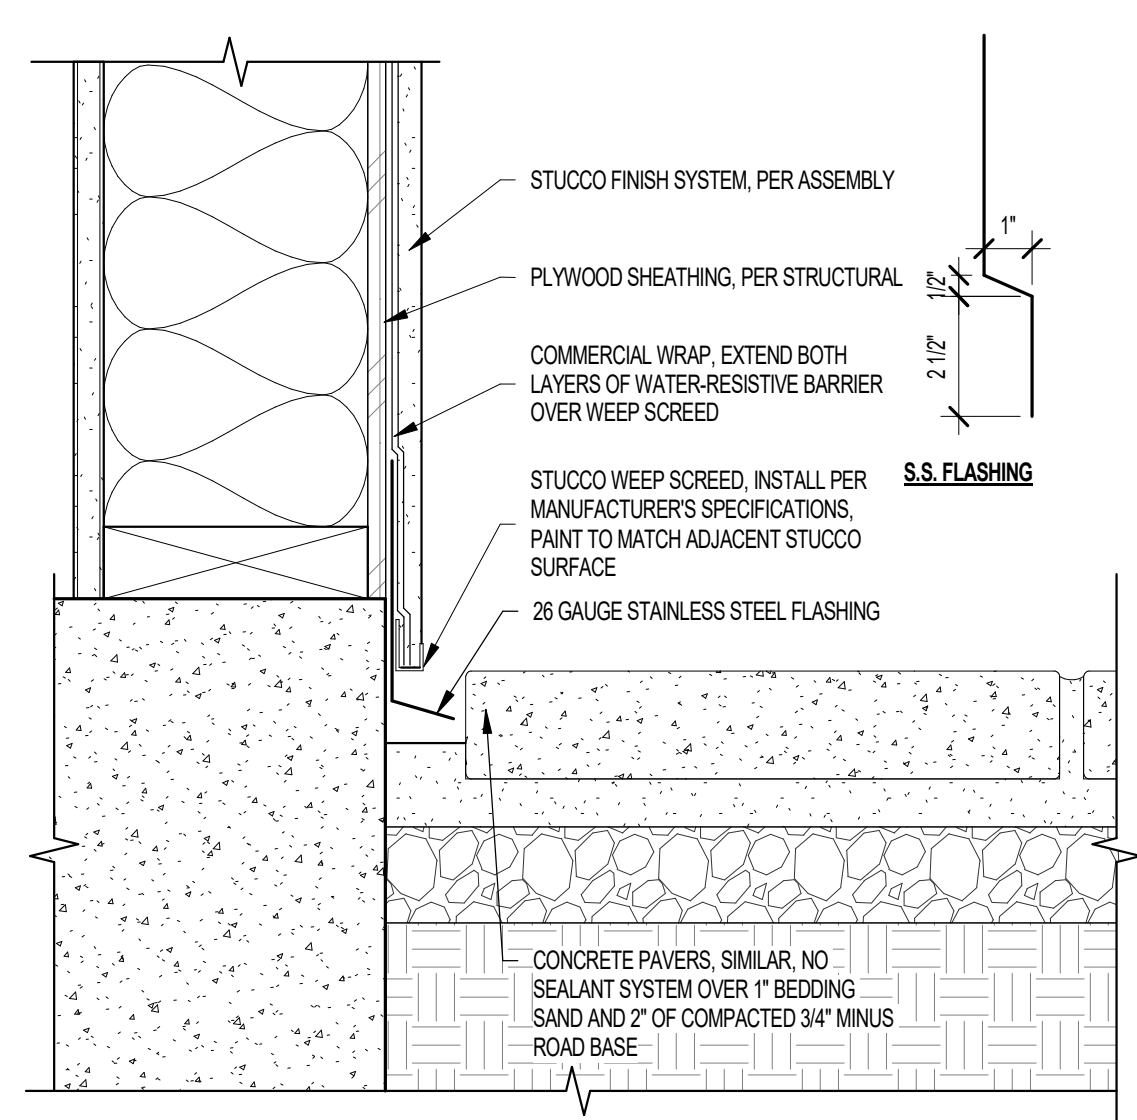 STUCCO FINISH SYSTEM, PER ASSEMBLY
PLYWOOD SHEATHING, PER STRUCTURAL
COMMERCIAL WRAP, EXTEND BOTH
LAYERS OF WATER-RESISTIVE BARRIER
OVER WEEP SCREED
STUCCO WEEP SCREED, INSTALL PER
MANUFACTURER'S SPECIFICATIONS,
PAINT TO MATCH ADJACENT STUCCO
SURFACE
26 GAUGE STAINLESS STEEL FLASHING
CONCRETE PAVERS, SIMILAR, NO
SEALANT SYSTEM OVER 1" BEDDING
SAND AND 2" OF COMPACTED 3/4" MINUS
ROAD BASE
1"
1/2"
2 1/2"
S.S. FLASHING